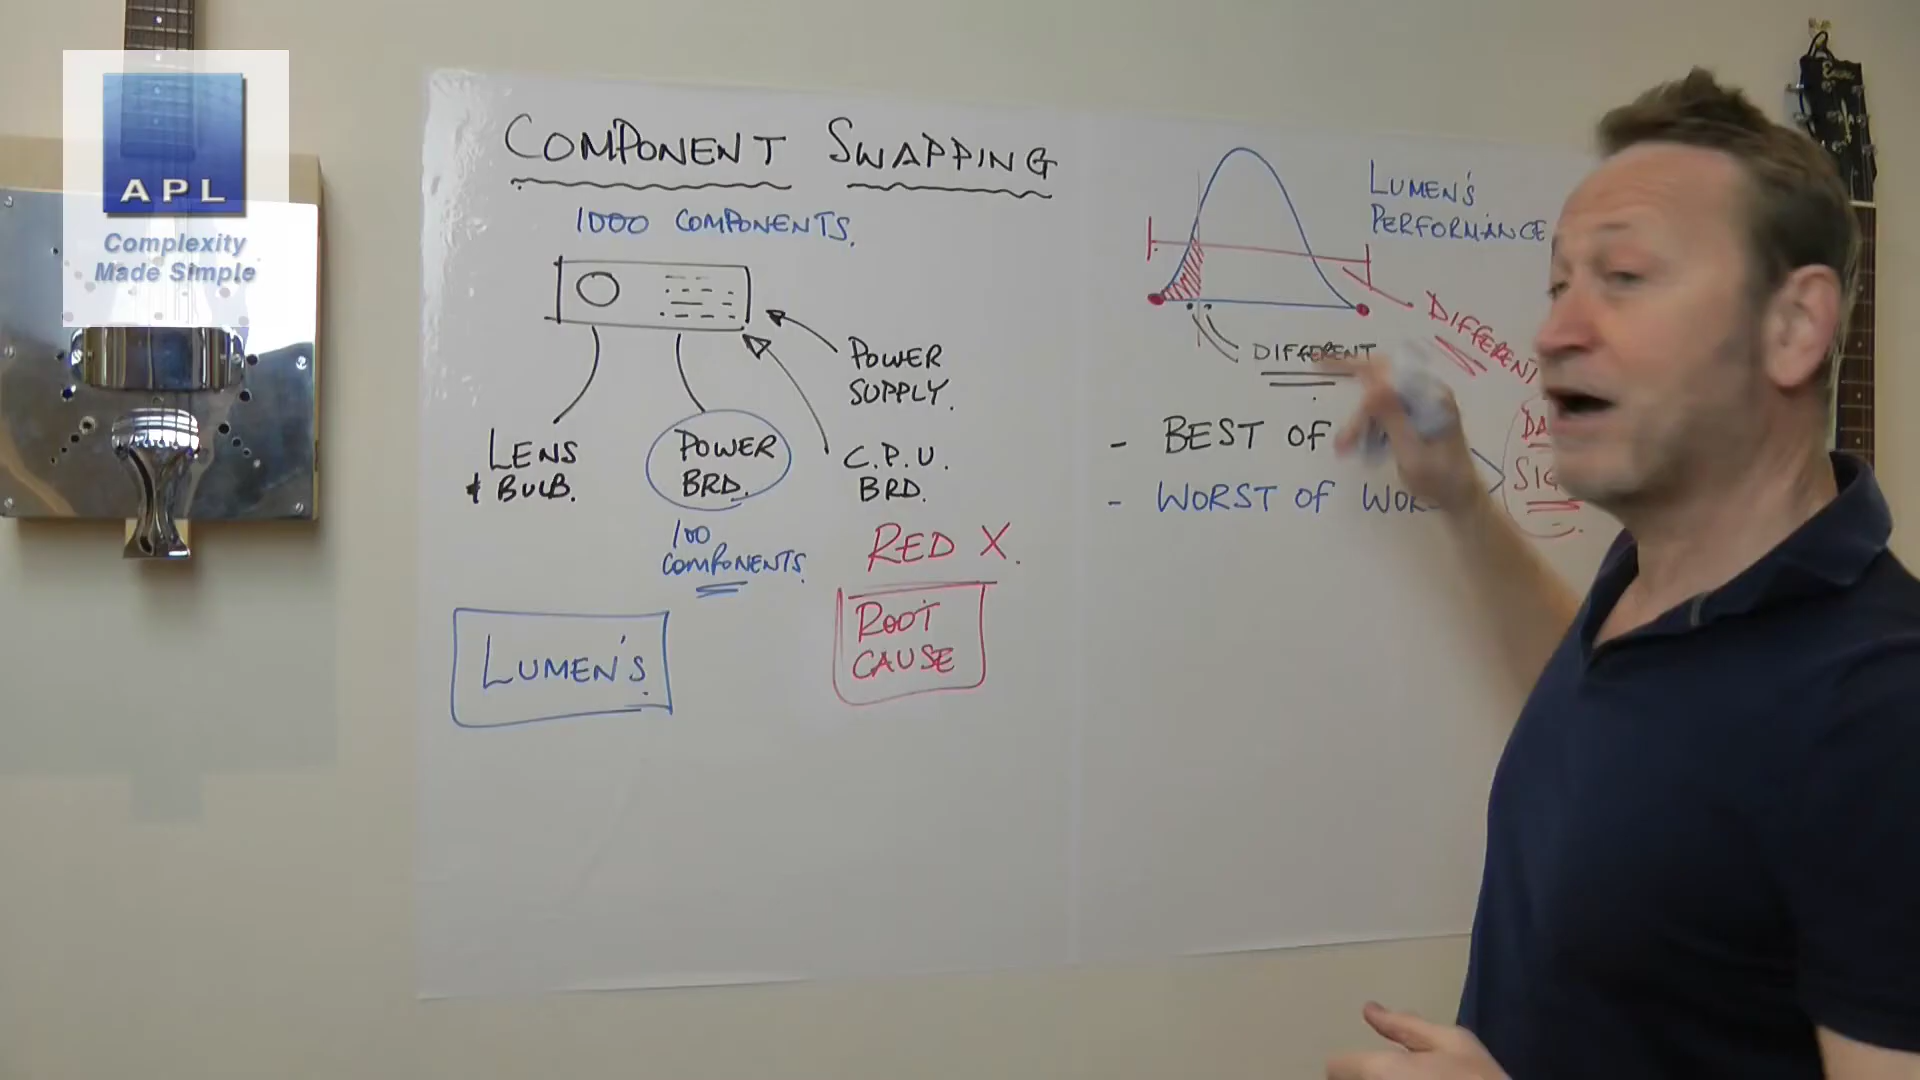 APL
Complexity
Made Simple
COMPONENT SWAPPING
1000 COMPONENTS.
POWER
SUPPLY.
LENS
& BULB.
POWER
BRD.
C.P.U.
BRD.
100
COMPONENTS.
RED X.
ROOT
CAUSE
LUMEN'S.
LUMEN'S
PERFORMANCE
DIFFERENT
DIFFERENT
- BEST OF
- WORST OF